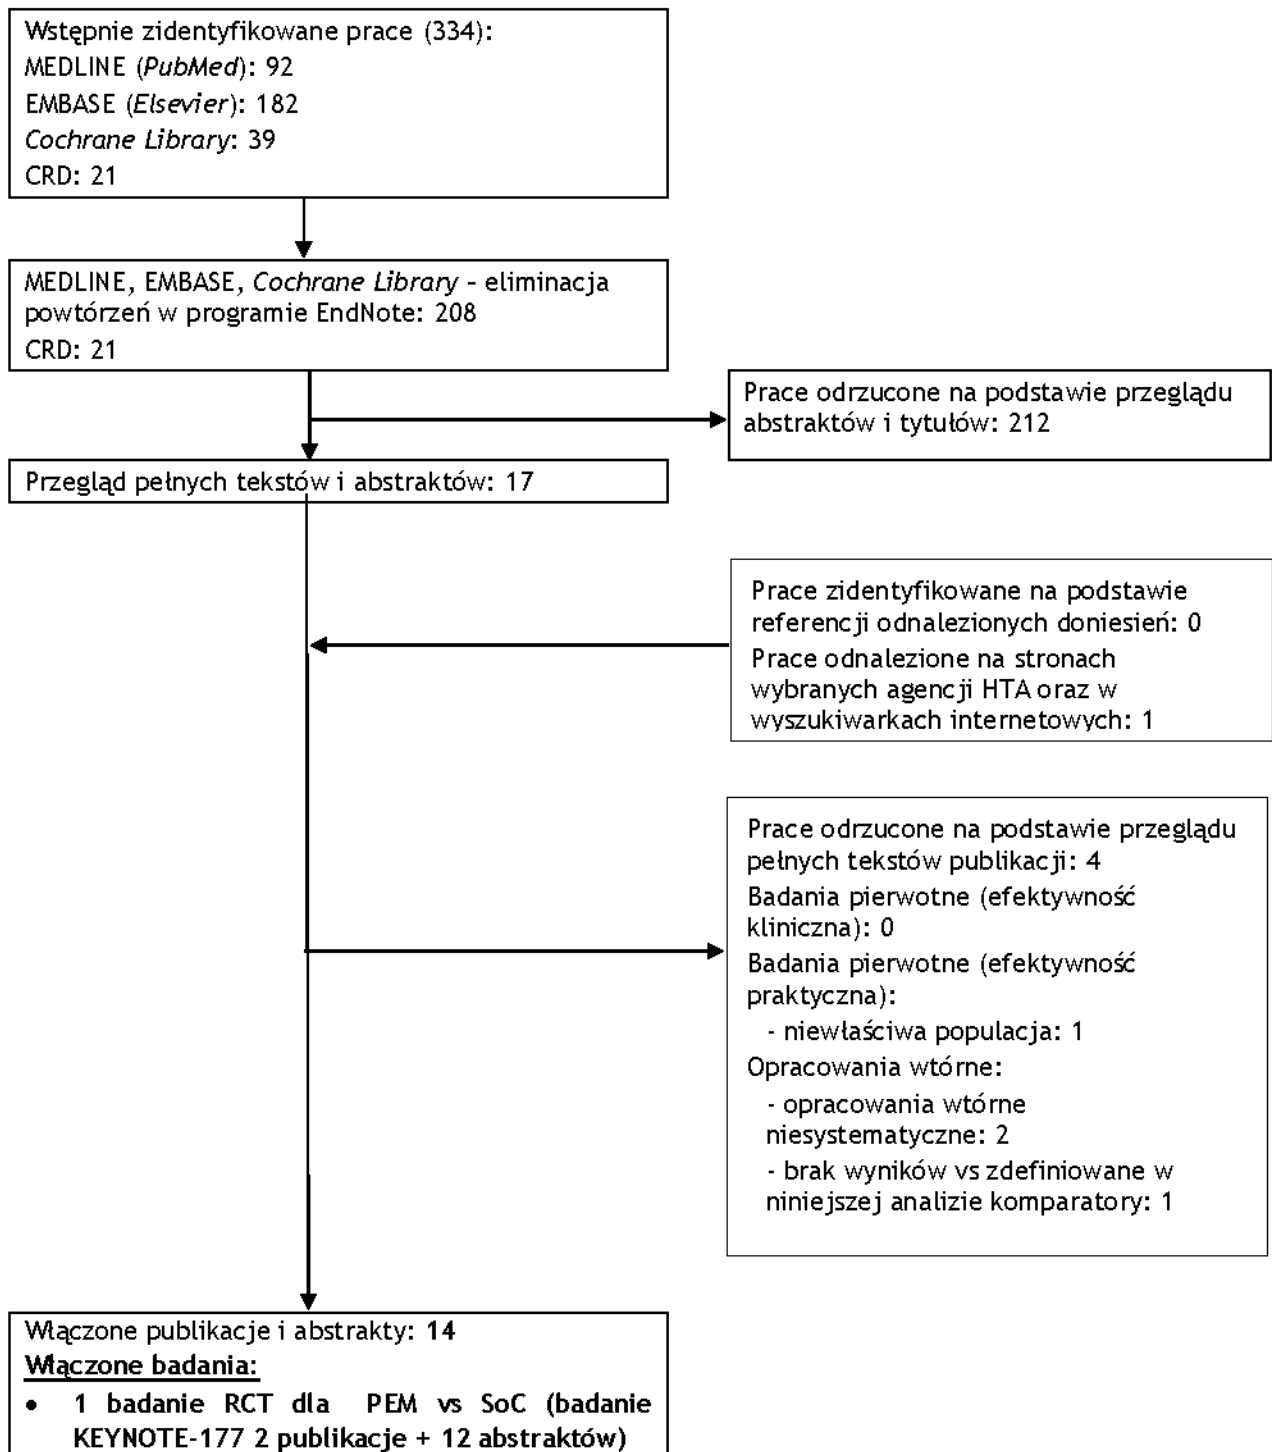 Wstępnie zidentyfikowane prace (334):
MEDLINE (PubMed): 92
EMBASE (Elsevier): 182
Cochrane Library: 39
CRD: 21
MEDLINE, EMBASE, Cochrane Library - eliminacja
powtórzeń w programie EndNote: 208
CRD: 21
Prace odrzucone na podstawie przeglądu
abstraktów i tytułów: 212
Przegląd pełnych tekstów i abstraktów: 17
Prace zidentyfikowane na podstawie
referencji odnalezionych doniesień: 0
Prace odnalezione na stronach
wybranych agencji HTA oraz w
wyszukiwarkach internetowych: 1
Prace odrzucone na podstawie przeglądu
pełnych tekstów publikacji: 4
Badania pierwotne (efektywność
kliniczna): 0
Badania pierwotne (efektywność
praktyczna):
- niewłaściwa populacja: 1
Opracowania wtórne:
- opracowania wtórne
niesystematyczne: 2
- brak wyników vs zdefiniowane w
niniejszej analizie komparatory: 1
Włączone publikacje i abstrakty: 14
Włączone badania:
• 1 badanie RCT dla PEM vs SoC (badanie
KEYNOTE-177 2 publikacje + 12 abstraktów)